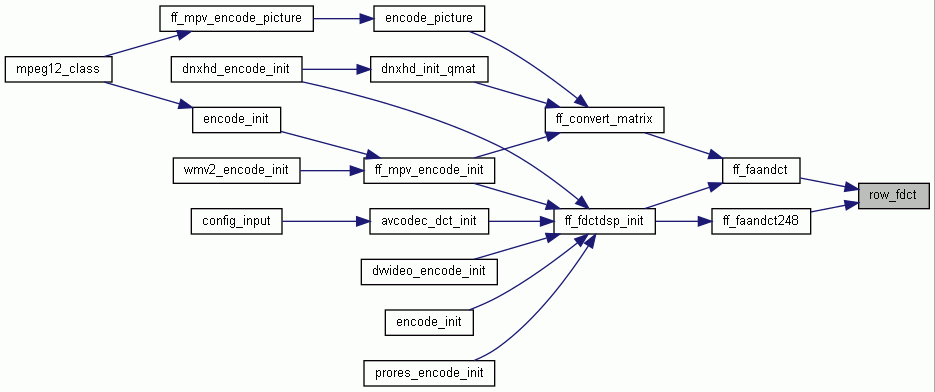 ff_mpv_encode_picture
encode_picture
mpeg12_class
dnxhd_encode_init
dnxhd_init_qmat
encode_init
ff_convert_matrix
wmv2_encode_init
ff_mpv_encode_init
ff_faandct
row_fdct
config_input
avcodec_dct_init
ff_fdctdsp_init
ff_faandct248
dvvideo_encode_init
encode_init
prores_encode_init